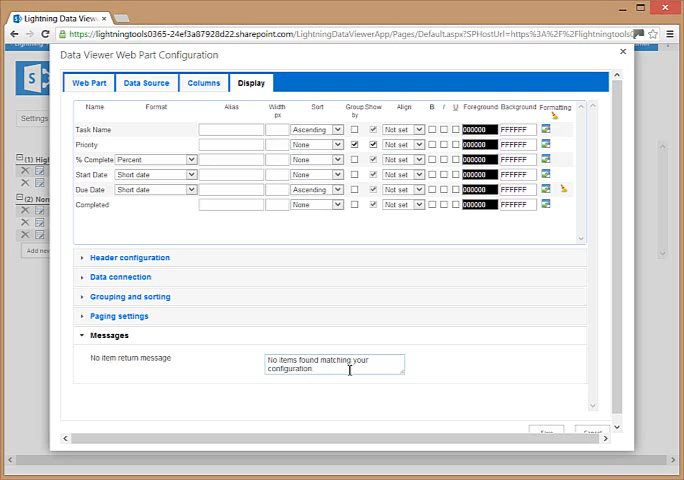 Lightning Data View
https://lightningtools0365-24ef3a87928d22.sharepoint.com/LightningDataViewerApp/Pages/Default.aspx?SPHostUrl=https%3A%2F%2Flightningtools
Data Viewer Web Part Configuration
Web Part Data Source Columns Display
Name Format Alias Width px Sort Group by Show Align B I U Foreground Background Formatting
Task Name Ascending Not set 000000 FFFFFF
Priority None Not set 000000 FFFFFF
% Complete Percent None Not set 000000 FFFFFF
Start Date Short date None Not set 000000 FFFFFF
Due Date Short date Ascending Not set 000000 FFFFFF
Completed None Not set 000000 FFFFFF
Header configuration
Data connection
Grouping and sorting
Paging settings
Messages
No item return message
No items found matching your
configuration
Settings
(1) High
(2) Nor
Add new